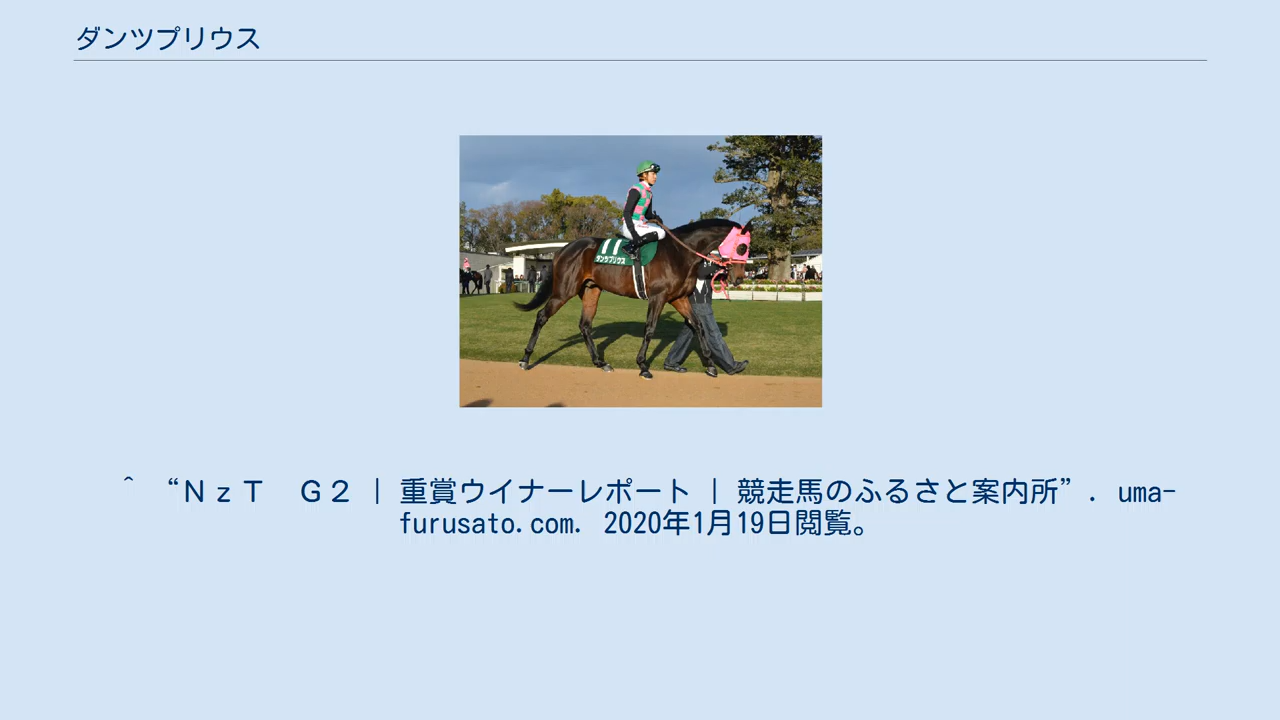 ダンツプリウス
11
ダンツプリウス
^ “ＮｚＴ　Ｇ２ | 重賞ウイナーレポート | 競走馬のふるさと案内所”. uma-
furusato.com. 2020年1月19日閲覧。